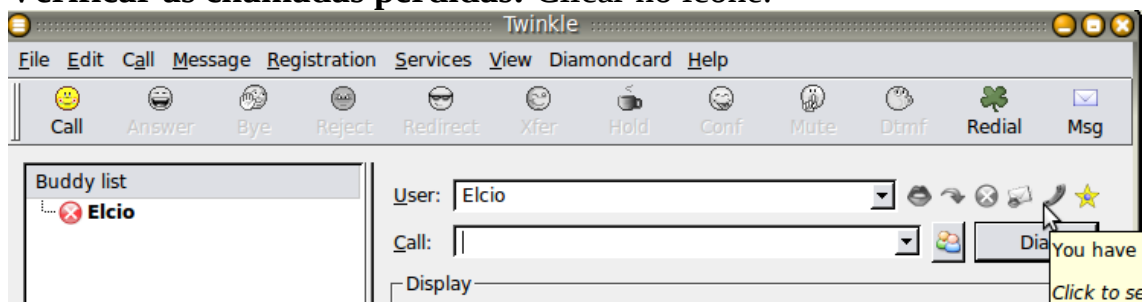 Verificar as chamadas perdidas: Clicar no ícone.
Twinkle
File Edit Call Message Registration Services View Diamondcard Help
Call Answer Bye Reject Redirect Xfer Hold Conf Mute Dtmf Redial Msg
Buddy list
Elcio
User: Elcio
Call: Dia
You have
Display
Click to se